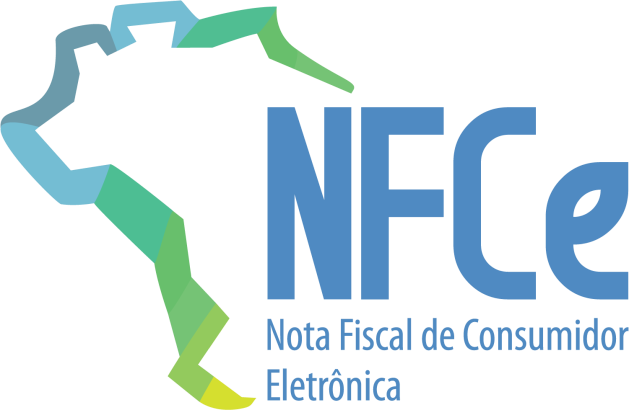 NFCe
Nota Fiscal de Consumidor
Eletrônica